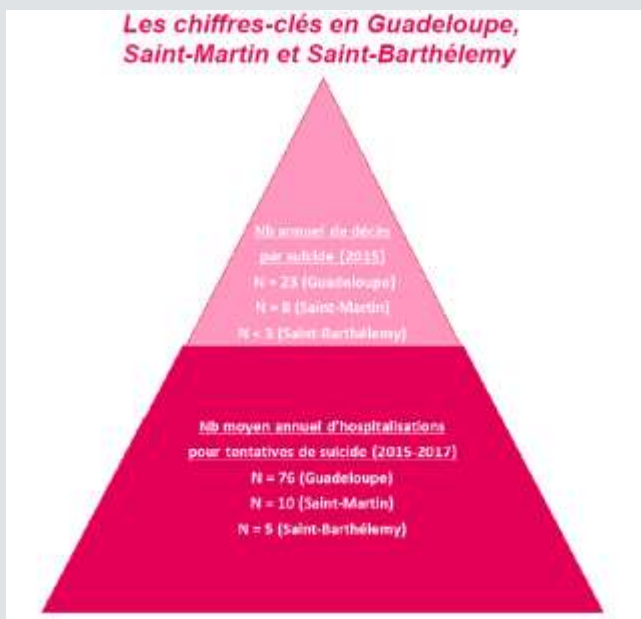 Les chiffres-clés en Guadeloupe,
Saint-Martin et Saint-Barthélemy
Nb annuel de décès
par suicide (2015)
N = 23 (Guadeloupe)
N = 8 (Saint-Martin)
N < 3 (Saint-Barthélemy)
Nb moyen annuel d'hospitalisations
pour tentatives de suicide (2015-2017)
N = 76 (Guadeloupe)
N = 10 (Saint-Martin)
N = 5 (Saint-Barthélemy)